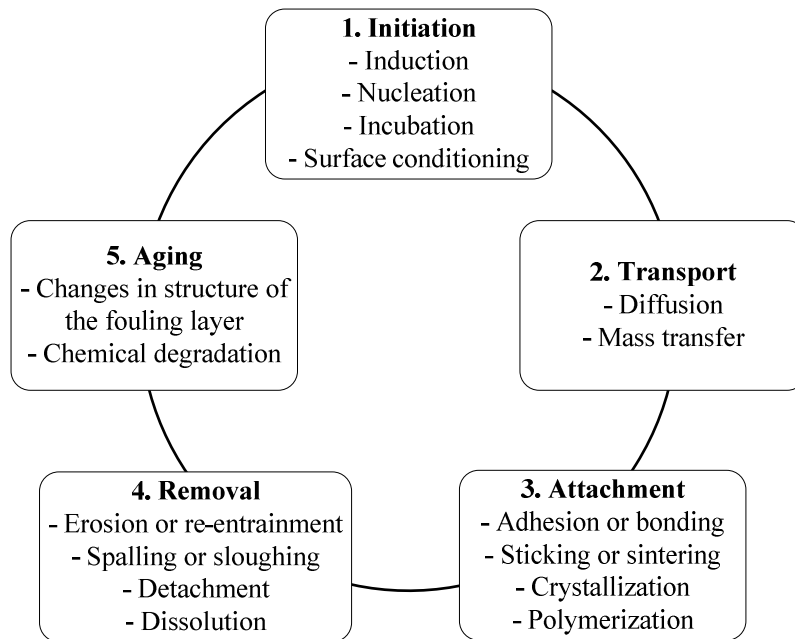 1. Initiation
- Induction
- Nucleation
- Incubation
- Surface conditioning
2. Transport
- Diffusion
- Mass transfer
3. Attachment
- Adhesion or bonding
- Sticking or sintering
- Crystallization
- Polymerization
4. Removal
- Erosion or re-entrainment
- Spalling or sloughing
- Detachment
- Dissolution
5. Aging
- Changes in structure of
the fouling layer
- Chemical degradation